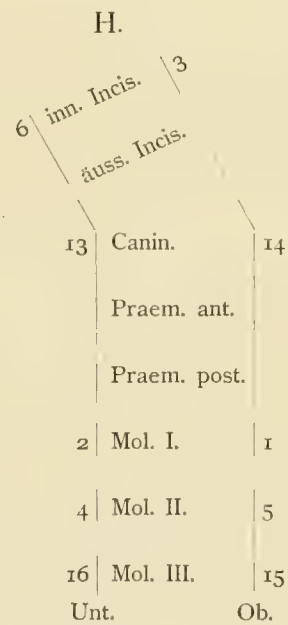 H.
6 | inn. Incis. | 3
äuss. Incis.
13 | Canin. | 14
Praem. ant.
Praem. post.
2 | Mol. I. | 1
4 | Mol. II. | 5
16 | Mol. III. | 15
Unt. Ob.